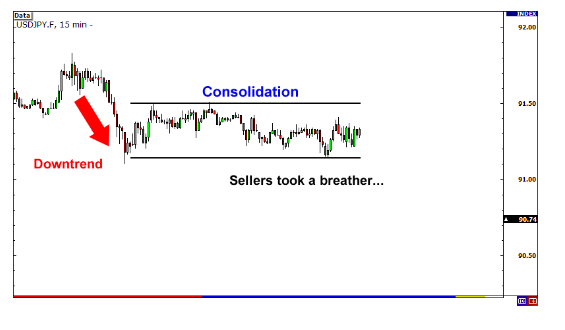 Data
USDJPY.F, 15 min -
INDEX
92.00
Consolidation
91.50
Downtrend
Sellers took a breather...
91.00
90.74
90.50